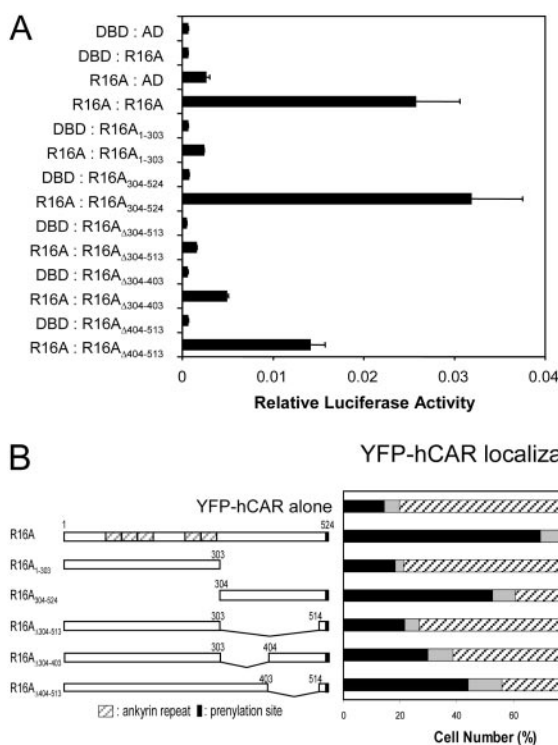 A
DBD : AD
DBD : R16A
R16A : AD
R16A : R16A
DBD : R16A1-303
R16A : R16A1-303
DBD : R16A304-524
R16A : R16A304-524
DBD : R16AΔ304-513
R16A : R16AΔ304-513
DBD : R16AΔ304-403
R16A : R16AΔ304-403
DBD : R16AΔ404-513
R16A : R16AΔ404-513
0 0.01 0.02 0.03 0.04
Relative Luciferase Activity
B
YFP-hCAR localiza
YFP-hCAR alone
R16A 1 524
R16A1-303 303
R16A304-524 304
R16AΔ304-513 303 514
R16AΔ304-403 303 404
R16AΔ404-513 403 514
: ankyrin repeat : prenylation site
0 20 40 60
Cell Number (%)